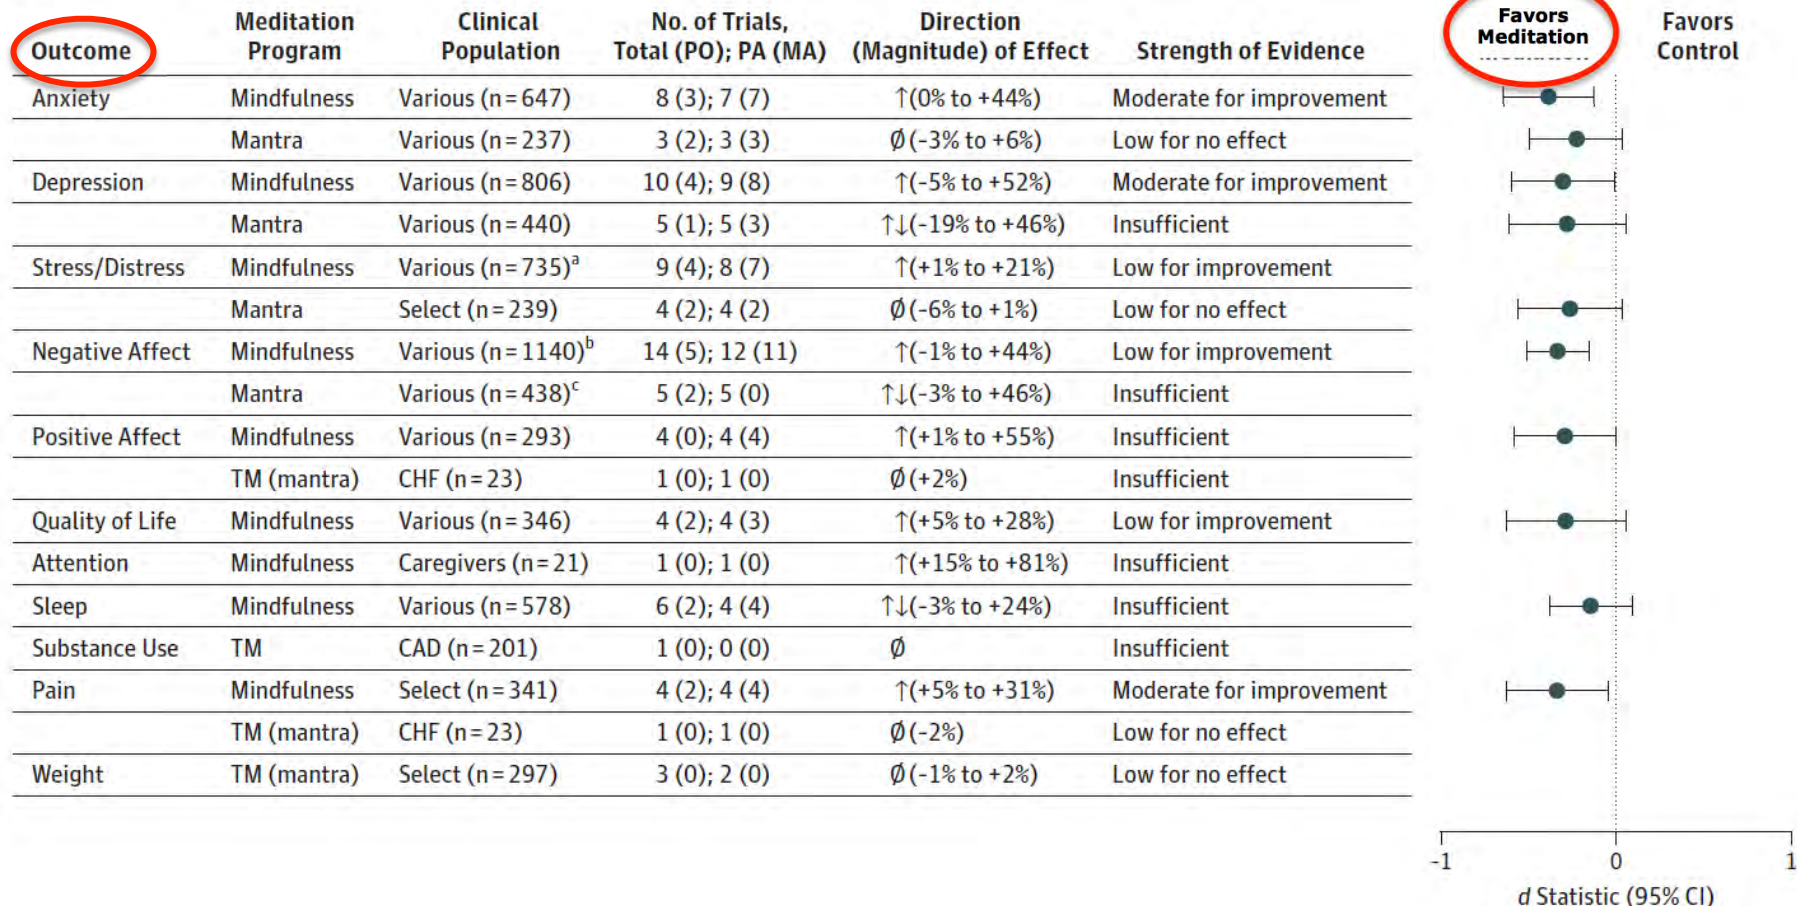 Outcome Meditation Program Clinical Population No. of Trials, Total (PO); PA (MA) Direction (Magnitude) of Effect Strength of Evidence Favors Meditation Favors Control
Anxiety Mindfulness Various (n=647) 8 (3); 7 (7) ↑(0% to +44%) Moderate for improvement
Mantra Various (n=237) 3 (2); 3 (3) Ø(-3% to +6%) Low for no effect
Depression Mindfulness Various (n=806) 10 (4); 9 (8) ↑(-5% to +52%) Moderate for improvement
Mantra Various (n=440) 5 (1); 5 (3) ↑↓(-19% to +46%) Insufficient
Stress/Distress Mindfulness Various (n=735)a 9 (4); 8 (7) ↑(+1% to +21%) Low for improvement
Mantra Select (n=239) 4 (2); 4 (2) Ø(-6% to +1%) Low for no effect
Negative Affect Mindfulness Various (n=1140)b 14 (5); 12 (11) ↑(-1% to +44%) Low for improvement
Mantra Various (n=438)c 5 (2); 5 (0) ↑↓(-3% to +46%) Insufficient
Positive Affect Mindfulness Various (n=293) 4 (0); 4 (4) ↑(+1% to +55%) Insufficient
TM (mantra) CHF (n=23) 1 (0); 1 (0) Ø(+2%) Insufficient
Quality of Life Mindfulness Various (n=346) 4 (2); 4 (3) ↑(+5% to +28%) Low for improvement
Attention Mindfulness Caregivers (n=21) 1 (0); 1 (0) ↑(+15% to +81%) Insufficient
Sleep Mindfulness Various (n=578) 6 (2); 4 (4) ↑↓(-3% to +24%) Insufficient
Substance Use TM CAD (n=201) 1 (0); 0 (0) Ø Insufficient
Pain Mindfulness Select (n=341) 4 (2); 4 (4) ↑(+5% to +31%) Moderate for improvement
TM (mantra) CHF (n=23) 1 (0); 1 (0) Ø(-2%) Low for no effect
Weight TM (mantra) Select (n=297) 3 (0); 2 (0) Ø(-1% to +2%) Low for no effect
-1 0 1
d Statistic (95% CI)